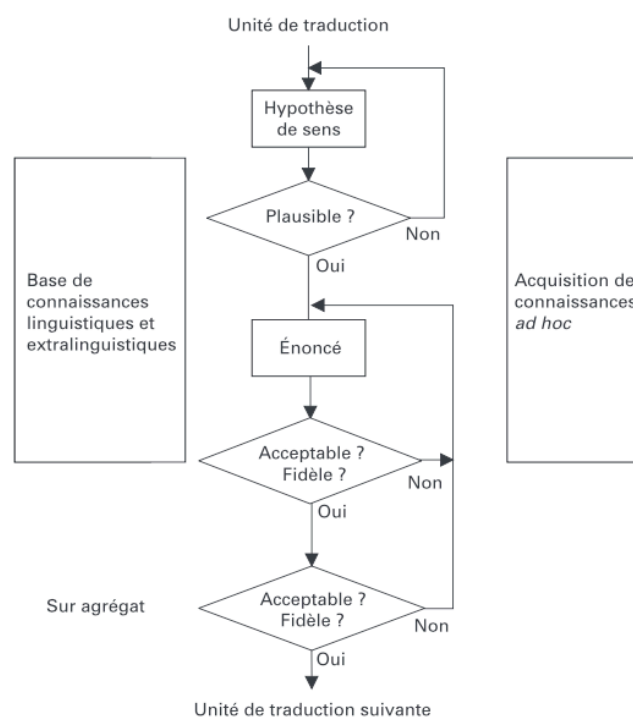 Unité de traduction
Hypothèse
de sens
Plausible ?
Non
Oui
Base de
connaissances
linguistiques et
extralinguistiques
Acquisition de
connaissances
ad hoc
Énoncé
Acceptable ?
Fidèle ?
Non
Oui
Sur agrégat
Acceptable ?
Fidèle ?
Non
Oui
Unité de traduction suivante